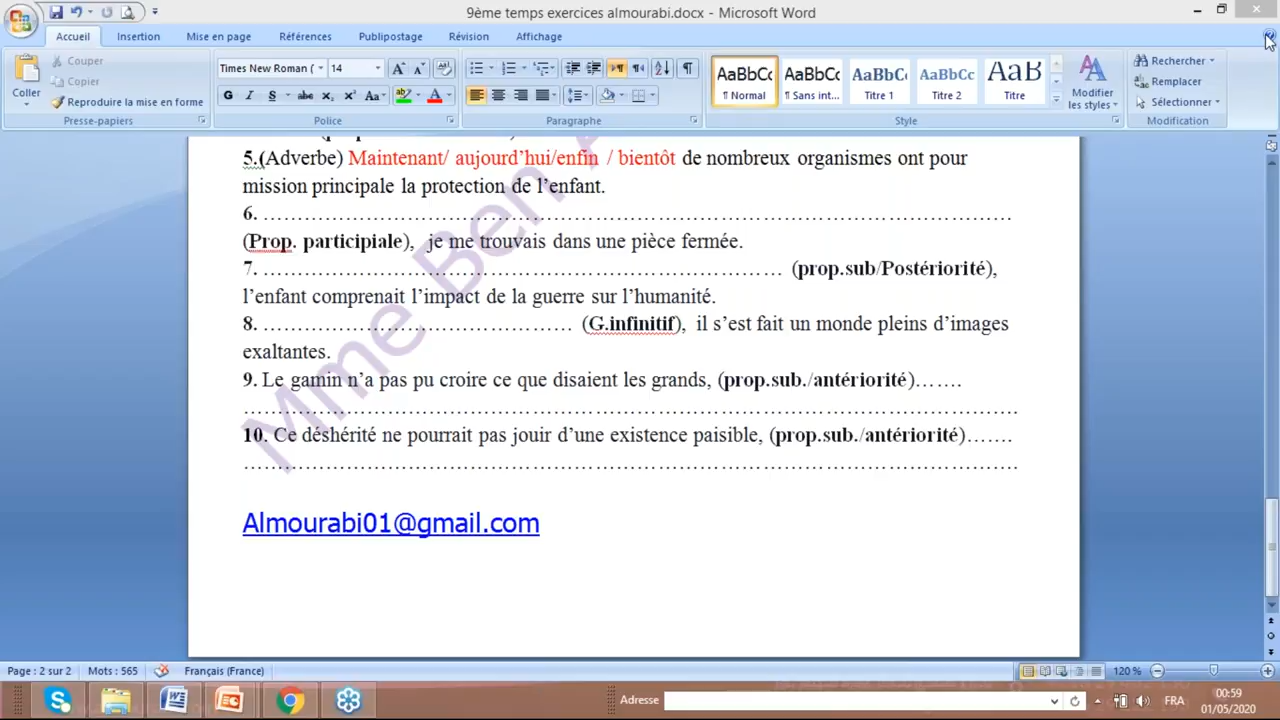 9ème temps exercices almourabi.docx - Microsoft Word
Accueil Insertion Mise en page Références Publipostage Révision Affichage
Coller
Couper
Copier
Reproduire la mise en forme
Presse-papiers
Times New Roman ( 14
G I S abc X₂ X² Aa
Police
Paragraphe
AaBbCc AaBbCc AaBbCc AaBbCc AaB
¶ Normal ¶ Sans int... Titre 1 Titre 2 Titre
Style
Modifier les styles
Rechercher
Remplacer
Sélectionner
Modification
5.(Adverbe) Maintenant/ aujourd’hui/enfin / bientôt de nombreux organismes ont pour
mission principale la protection de l’enfant.
6. ……………………………………………………………………………………
(Prop. participiale), je me trouvais dans une pièce fermée.
7. ………………………………………………………… (prop.sub/Postériorité),
l’enfant comprenait l’impact de la guerre sur l’humanité.
8. ………………………………… (G.infinitif), il s’est fait un monde pleins d’images
exaltantes.
9. Le gamin n’a pas pu croire ce que disaient les grands, (prop.sub./antériorité)…….
………………………………………………………………………………………
10. Ce déshérité ne pourrait pas jouir d’une existence paisible, (prop.sub./antériorité)…….
………………………………………………………………………………………
Almourabi01@gmail.com
Mme Ben
Page : 2 sur 2 Mots : 565 Français (France) 120 %
Adresse FRA 00:59
01/05/2020